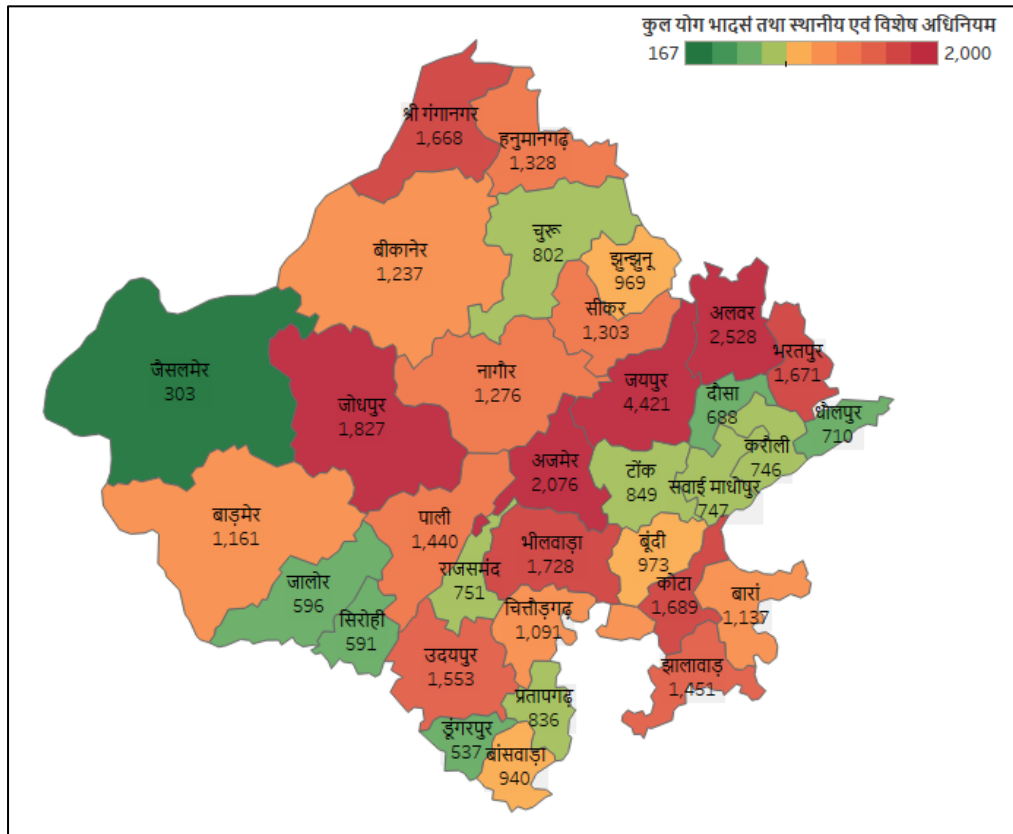 कुल योग भादसं तथा स्थानीय एवं विशेष अधिनियम
167 2,000
श्री गंगानगर
1,668
हनुमानगढ़
1,328
चुरू
802
बीकानेर
1,237
झुन्झुनू
969
सीकर
1,303
अलवर
2,528
भरतपुर
1,671
जैसलमेर
303
नागौर
1,276
जयपुर
4,421
दौसा
688
धौलपुर
710
जोधपुर
1,827
करौली
746
अजमेर
2,076
टोंक
849
सवाई माधोपुर
747
बाड़मेर
1,161
पाली
1,440
भीलवाड़ा
1,728
बूंदी
973
राजसमंद
751
जालोर
596
कोटा
1,689
बारां
1,137
चित्तौड़गढ़
1,091
सिरोही
591
उदयपुर
1,553
झालावाड़
1,451
प्रतापगढ़
836
डूंगरपुर
537
बांसवाड़ा
940